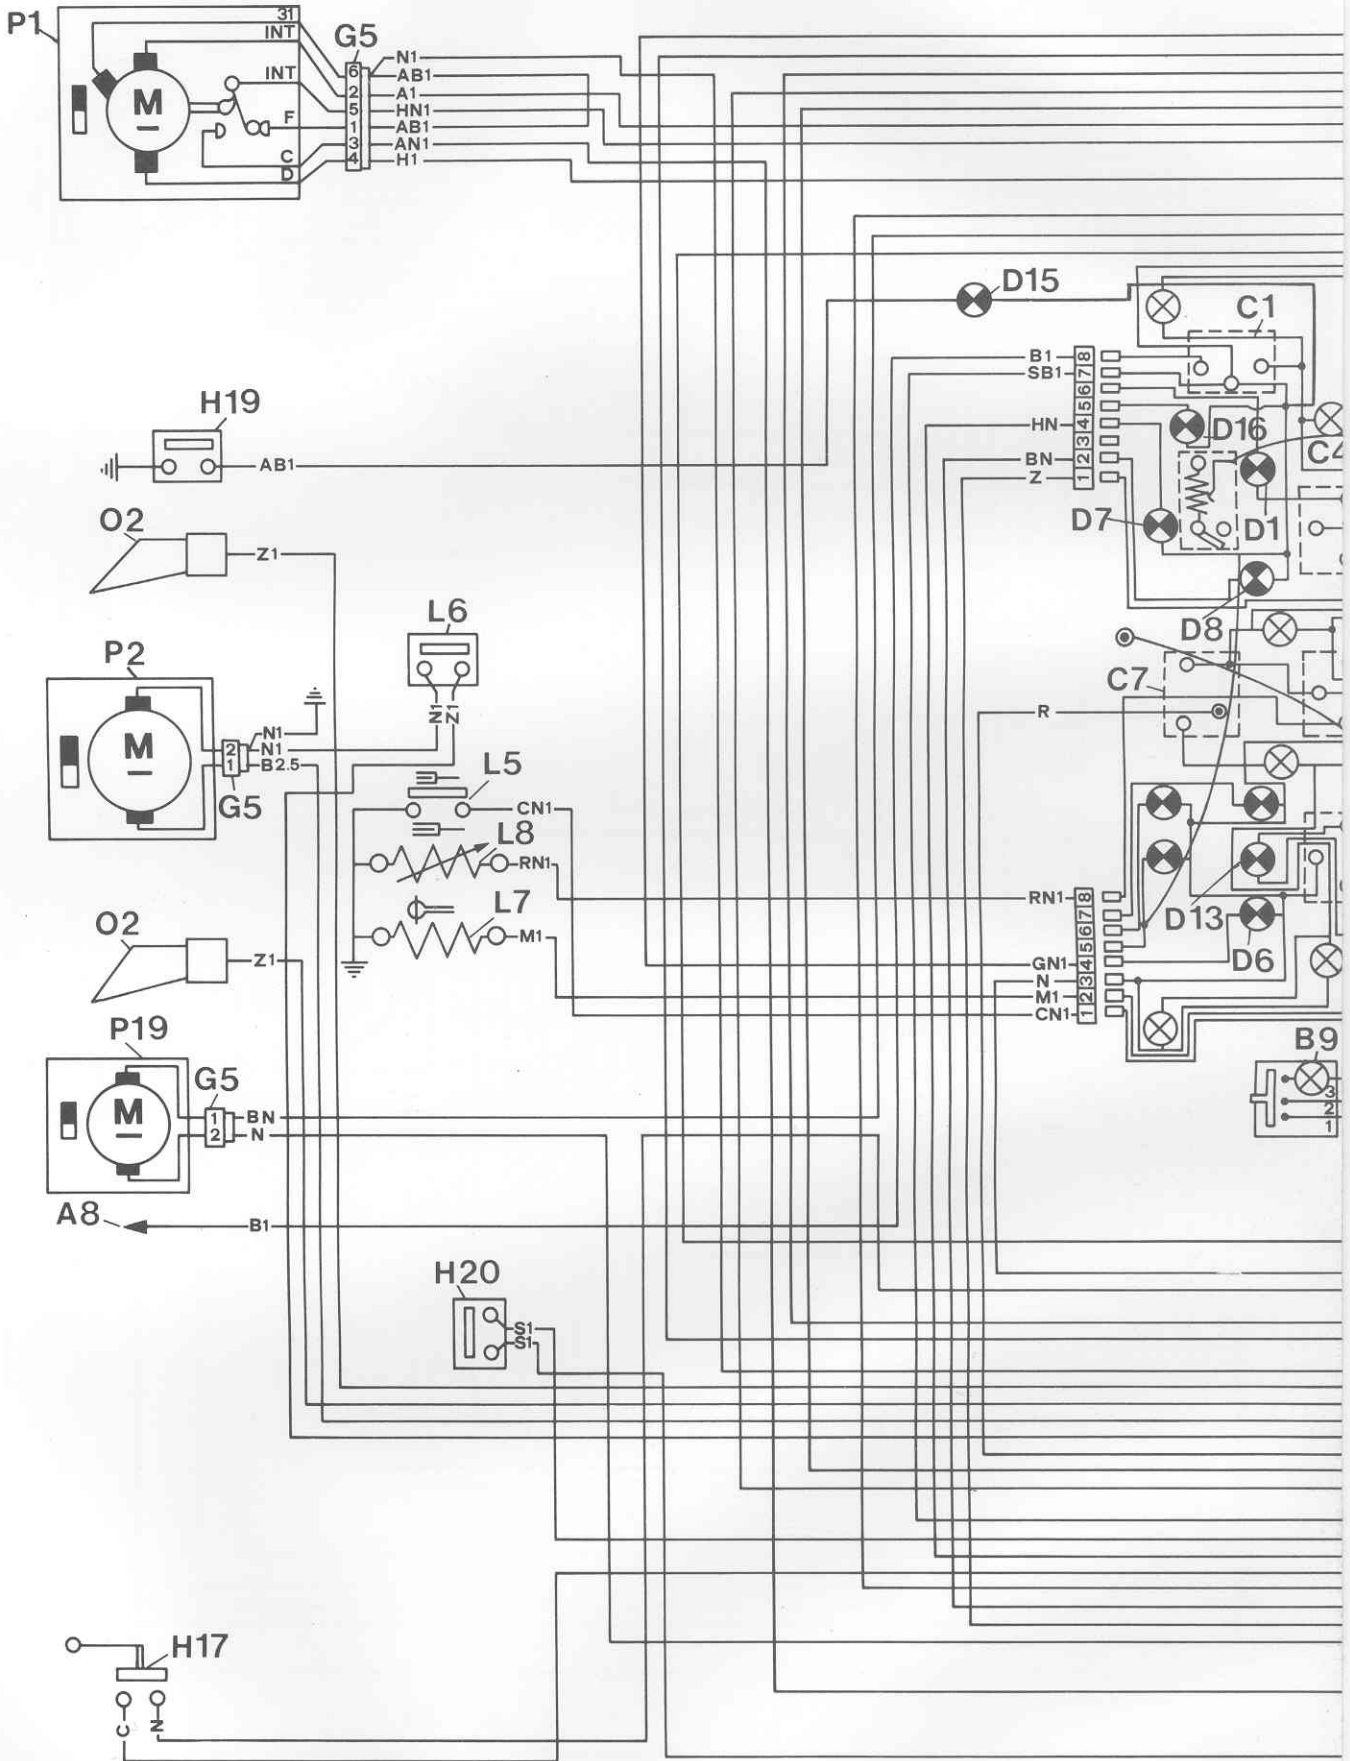 P1
31
INT
INT
F
C
D
M
G5
6
2
5
1
3
4
N1
AB1
A1
HN1
AB1
AN1
H1
D15
C1
B1
SB1
HN
BN
Z
8
7
6
5
4
3
2
1
D16
C4
D7
D1
D8
H19
AB1
O2
Z1
L6
N1
Z1
P2
M
2
1
N1
N1
B2.5
G5
L5
CN1
L8
RN1
L7
M1
C7
R
RN1
GN1
N
M1
CN1
8
7
6
5
4
3
2
1
D13
D6
B9
3
2
1
O2
Z1
P19
M
G5
1
2
BN
N
A8
B1
H20
S1
S1
H17
C
N